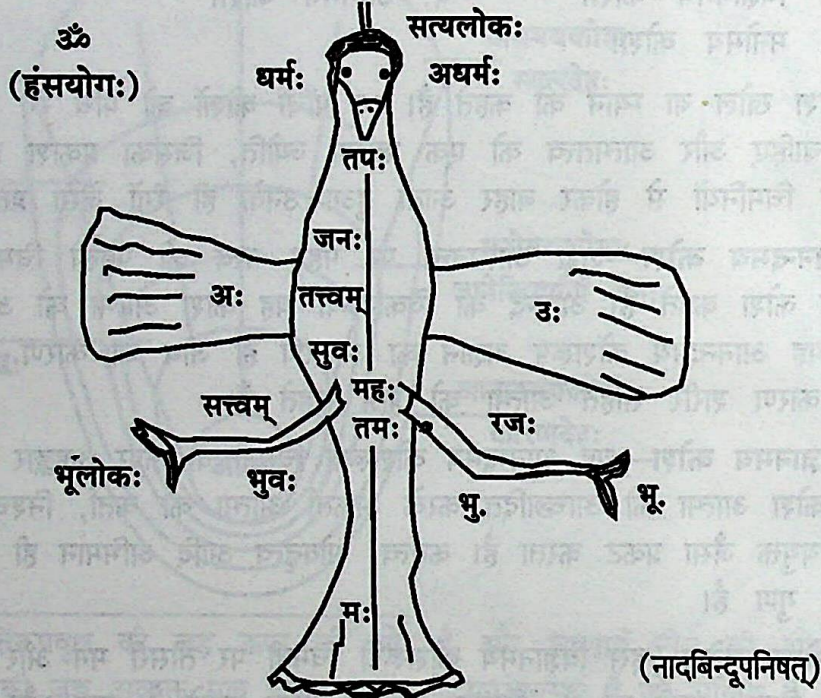 ॐ
(हंसयोगः)
सत्यलोकः
धर्मः
अधर्मः
तपः
जनः
अः
तत्त्वम्
उः
सुवः
महः
सत्त्वम्
तमः
रजः
भूलोकः
भुवः
भु.
भू.
मः
(नादबिन्दूपनिषत्)